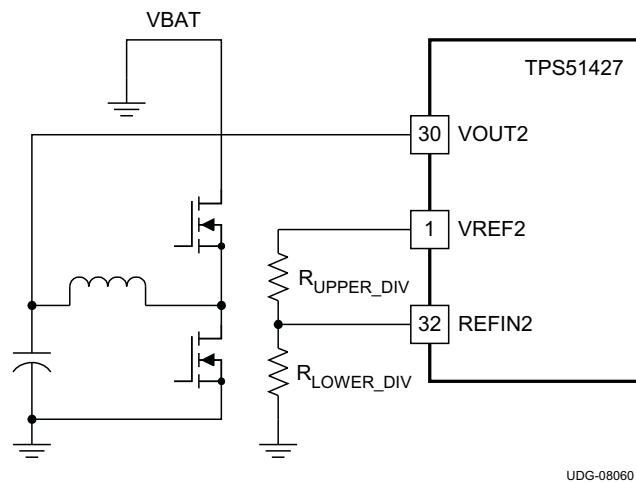 VBAT
TPS51427
30 VOUT2
1 VREF2
RUPPER_DIV
32 REFIN2
RLOWER_DIV
UDG-08060